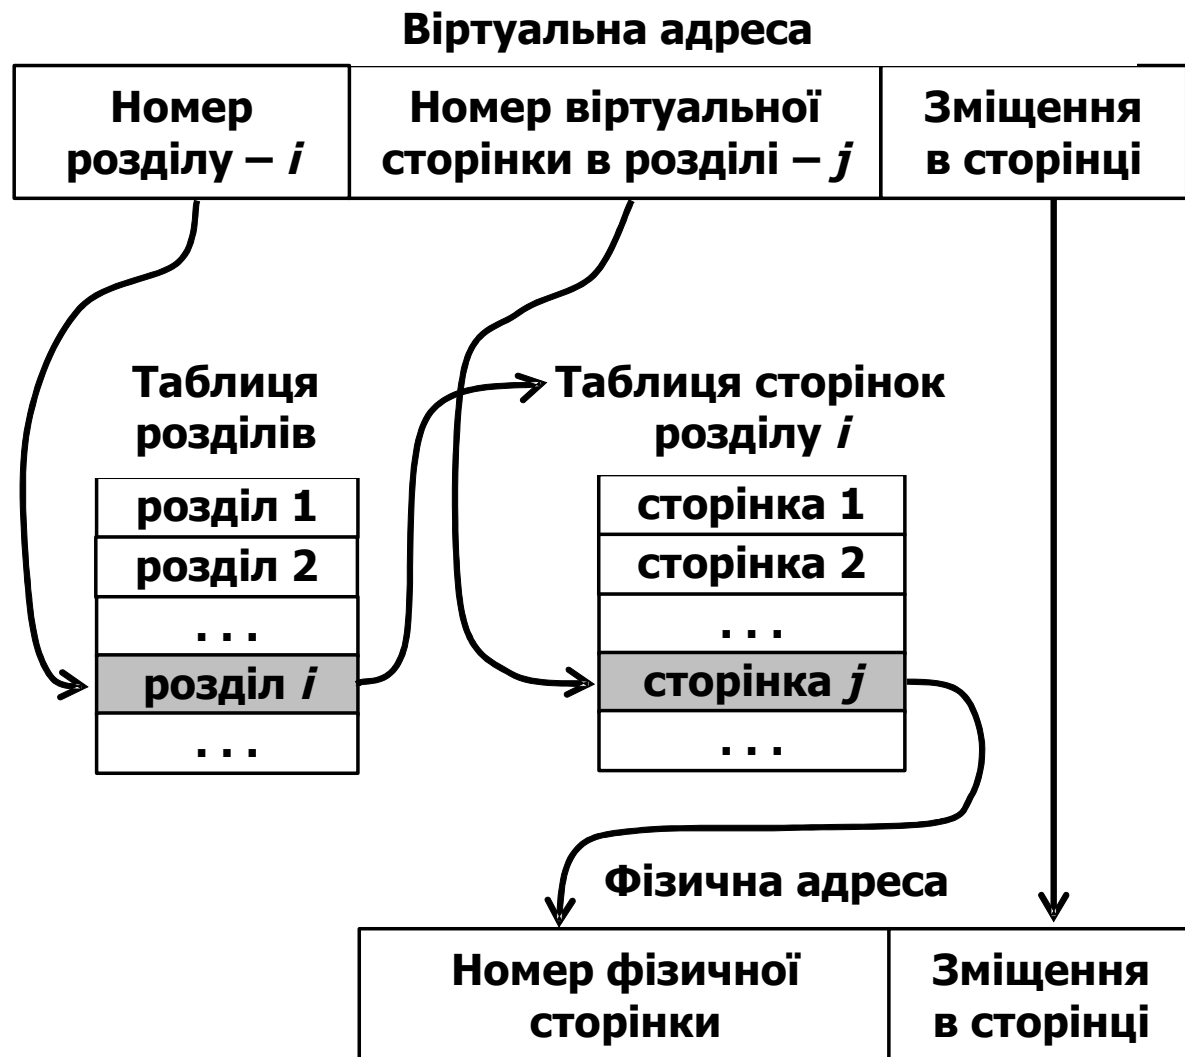 Віртуальна адреса
Номер
розділу – i
Номер віртуальної
сторінки в розділі – j
Зміщення
в сторінці
Таблиця
розділів
розділ 1
розділ 2
. . .
розділ i
. . .
Таблиця сторінок
розділу i
сторінка 1
сторінка 2
. . .
сторінка j
. . .
Фізична адреса
Номер фізичної
сторінки
Зміщення
в сторінці